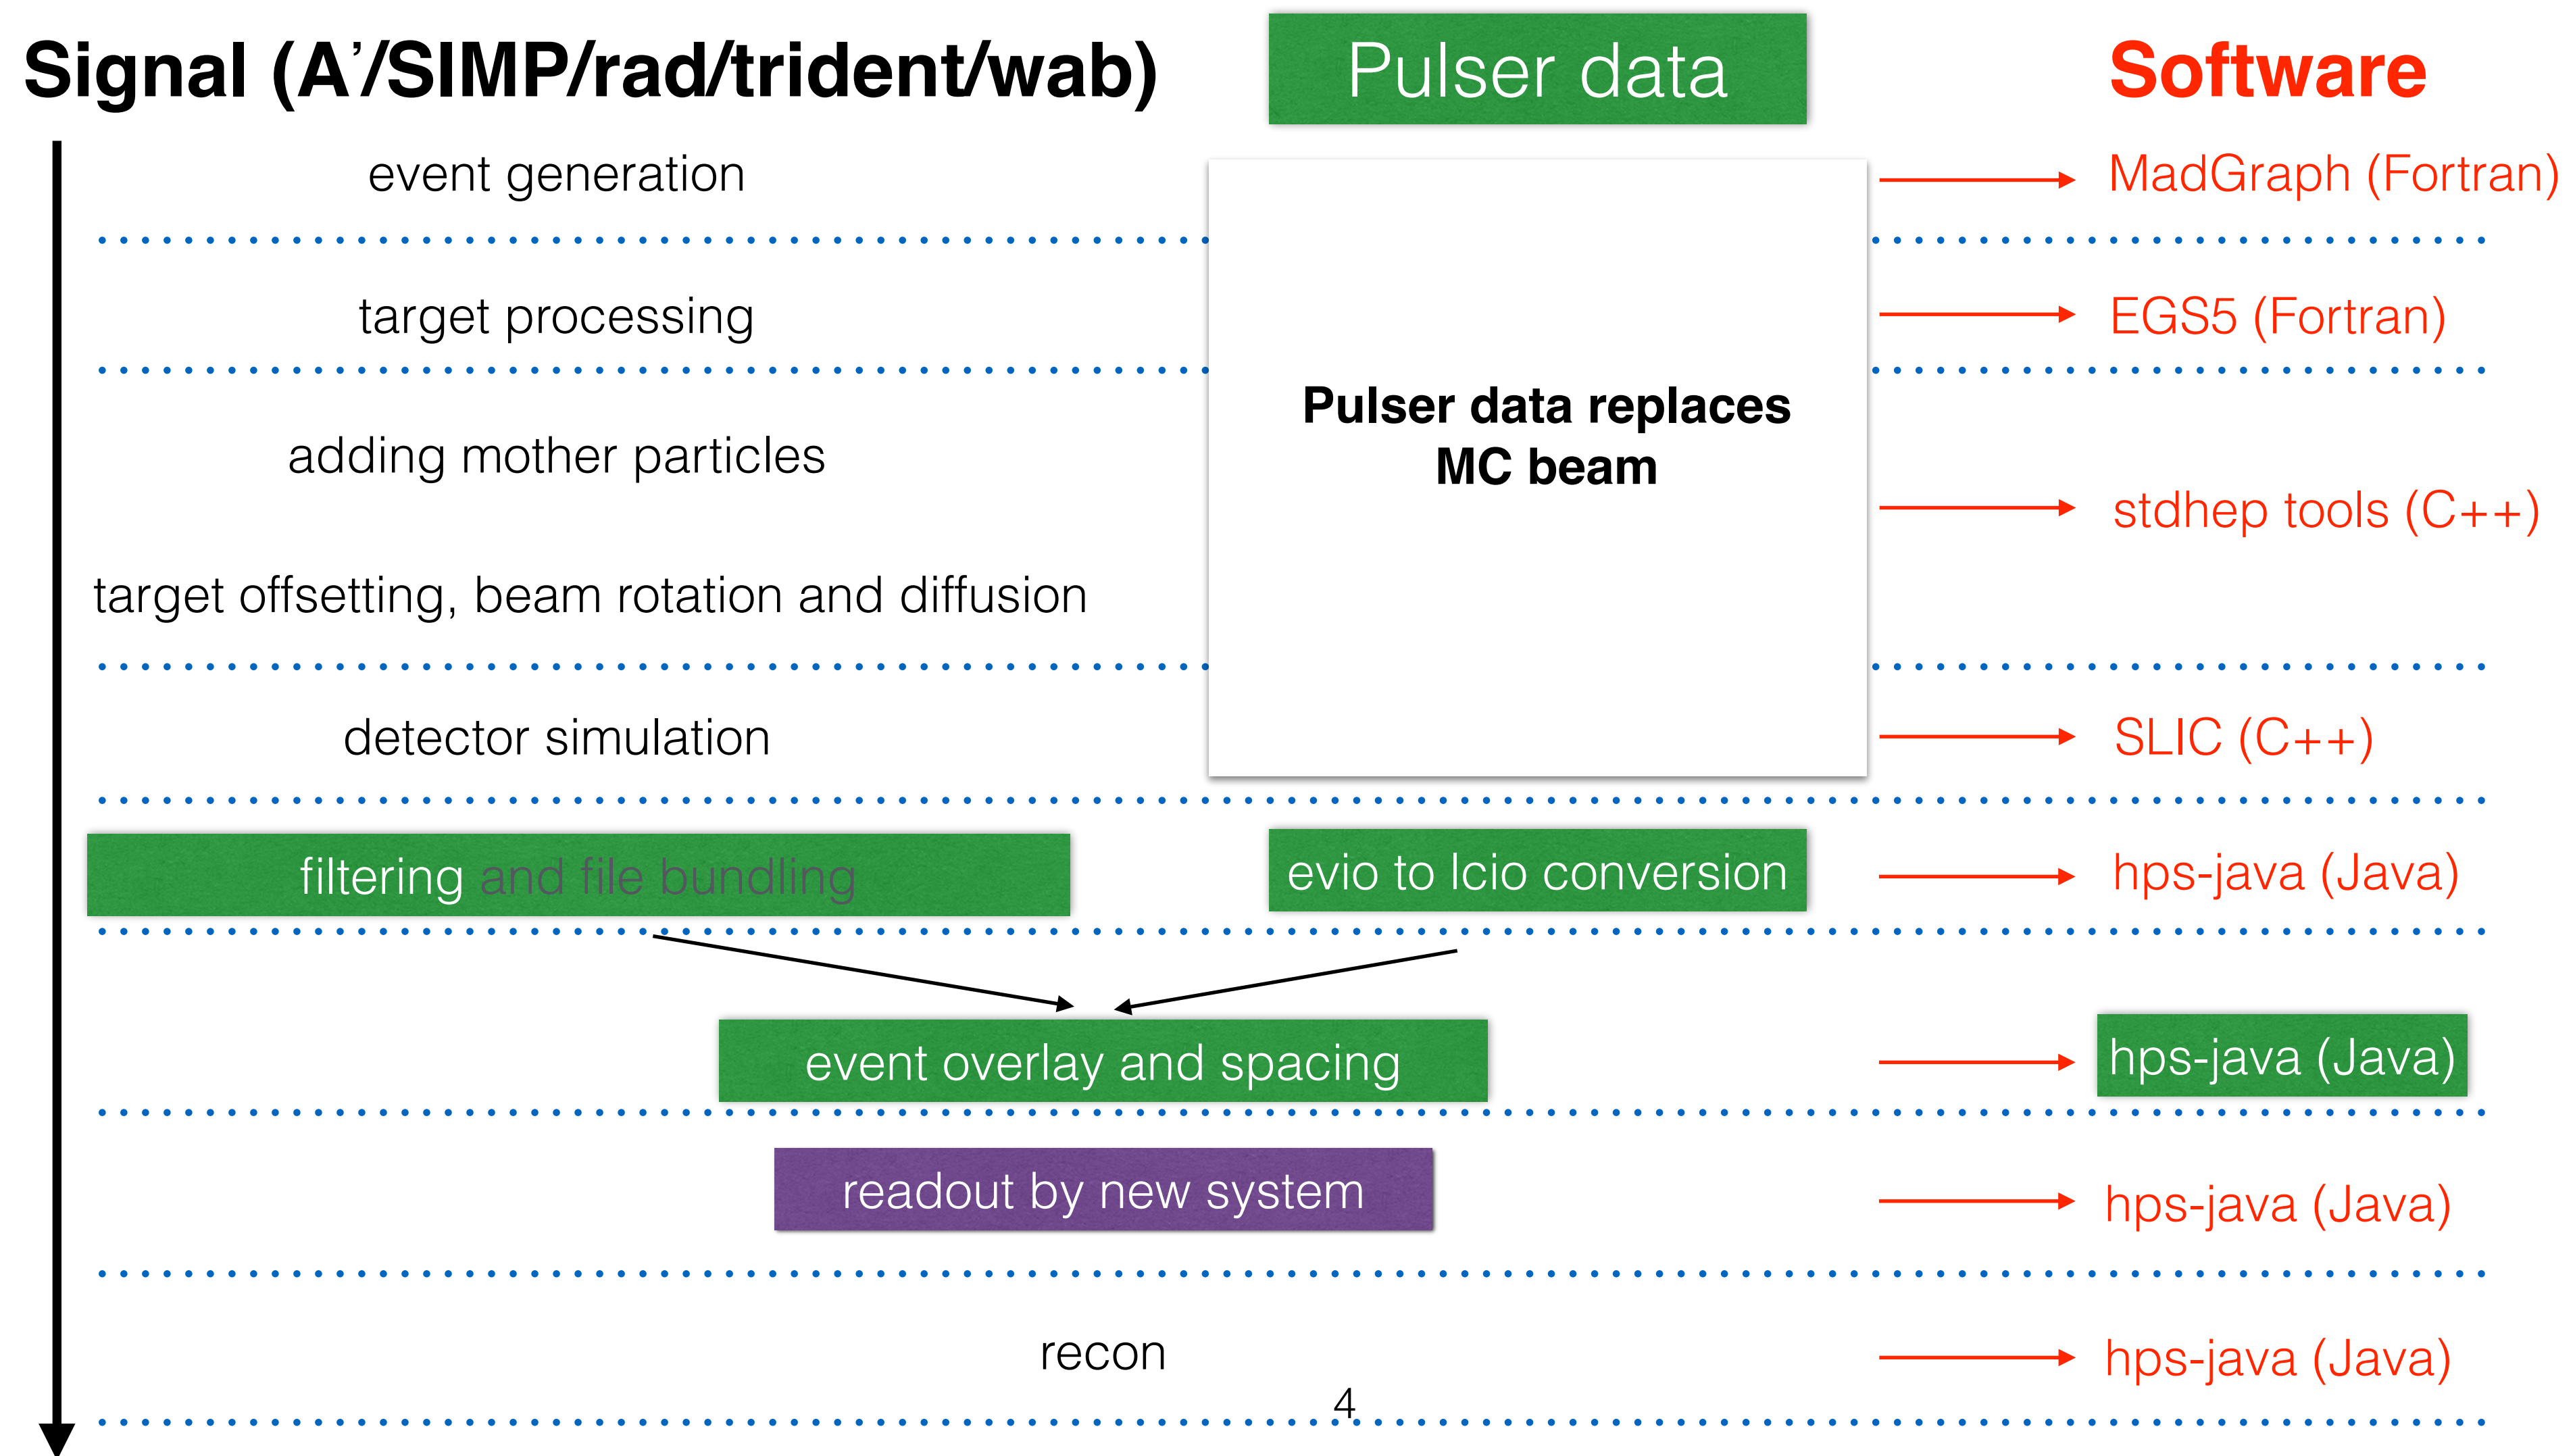 Signal (A’/SIMP/rad/trident/wab)
Pulser data
Software
event generation
MadGraph (Fortran)
target processing
EGS5 (Fortran)
Pulser data replaces
MC beam
adding mother particles
stdhep tools (C++)
target offsetting, beam rotation and diffusion
detector simulation
SLIC (C++)
filtering and file bundling
evio to lcio conversion
hps-java (Java)
event overlay and spacing
hps-java (Java)
readout by new system
hps-java (Java)
recon
hps-java (Java)
4